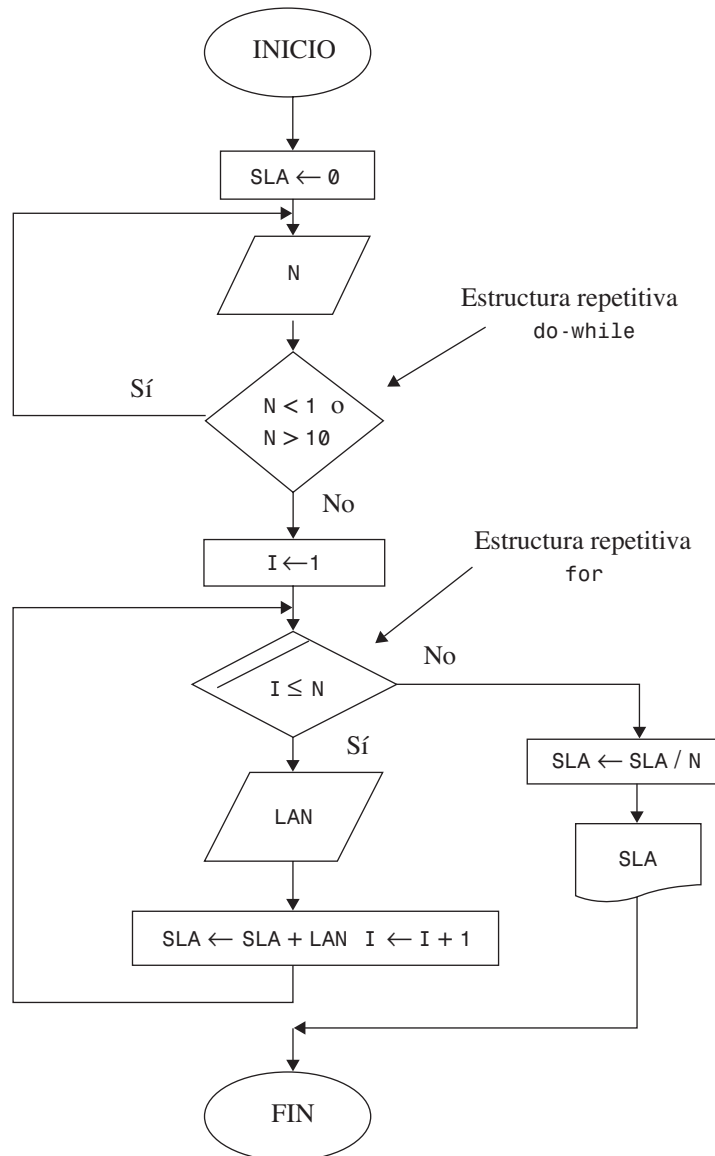 INICIO
SLA ← 0
N
Estructura repetitiva
do-while
Sí
N < 1 o
N > 10
No
I ← 1
Estructura repetitiva
for
No
I ≤ N
Sí
SLA ← SLA / N
LAN
SLA
SLA ← SLA + LAN I ← I + 1
FIN